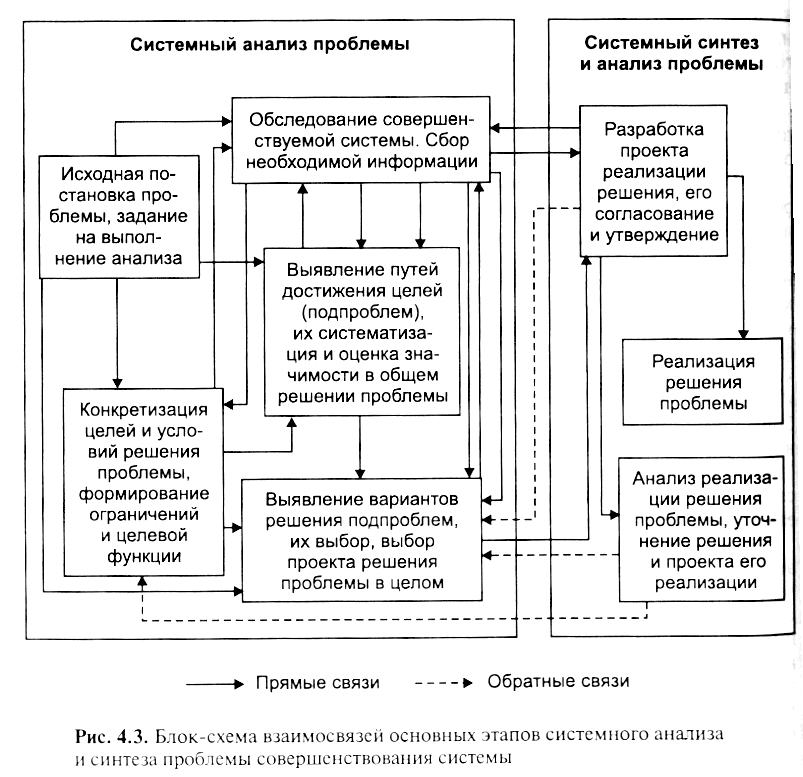 Системный анализ проблемы
Системный синтез
и анализ проблемы
Обследование совершен-
ствуемой системы. Сбор
необходимой информации
Разработка
проекта
реализации
решения, его
согласование
и утверждение
Исходная по-
становка про-
блемы, задание
на выпол-
нение анализа
Выявление путей
достижения целей
(подпроблем),
их систематиза-
ция и оценка зна-
чимости в общем
решении проблемы
Реализация
решения
проблемы
Конкретизация
целей и усло-
вий решения
проблемы,
формирование
ограничений
и целевой
функции
Выявление вариантов
решения подпроблем,
их выбор, выбор
проекта решения
проблемы в целом
Анализ реализа-
ции решения
проблемы, уточ-
нение решения
и проекта его
реализации
Прямые связи
Обратные связи
Рис. 4.3. Блок-схема взаимосвязей основных этапов системного анализа
и синтеза проблемы совершенствования системы